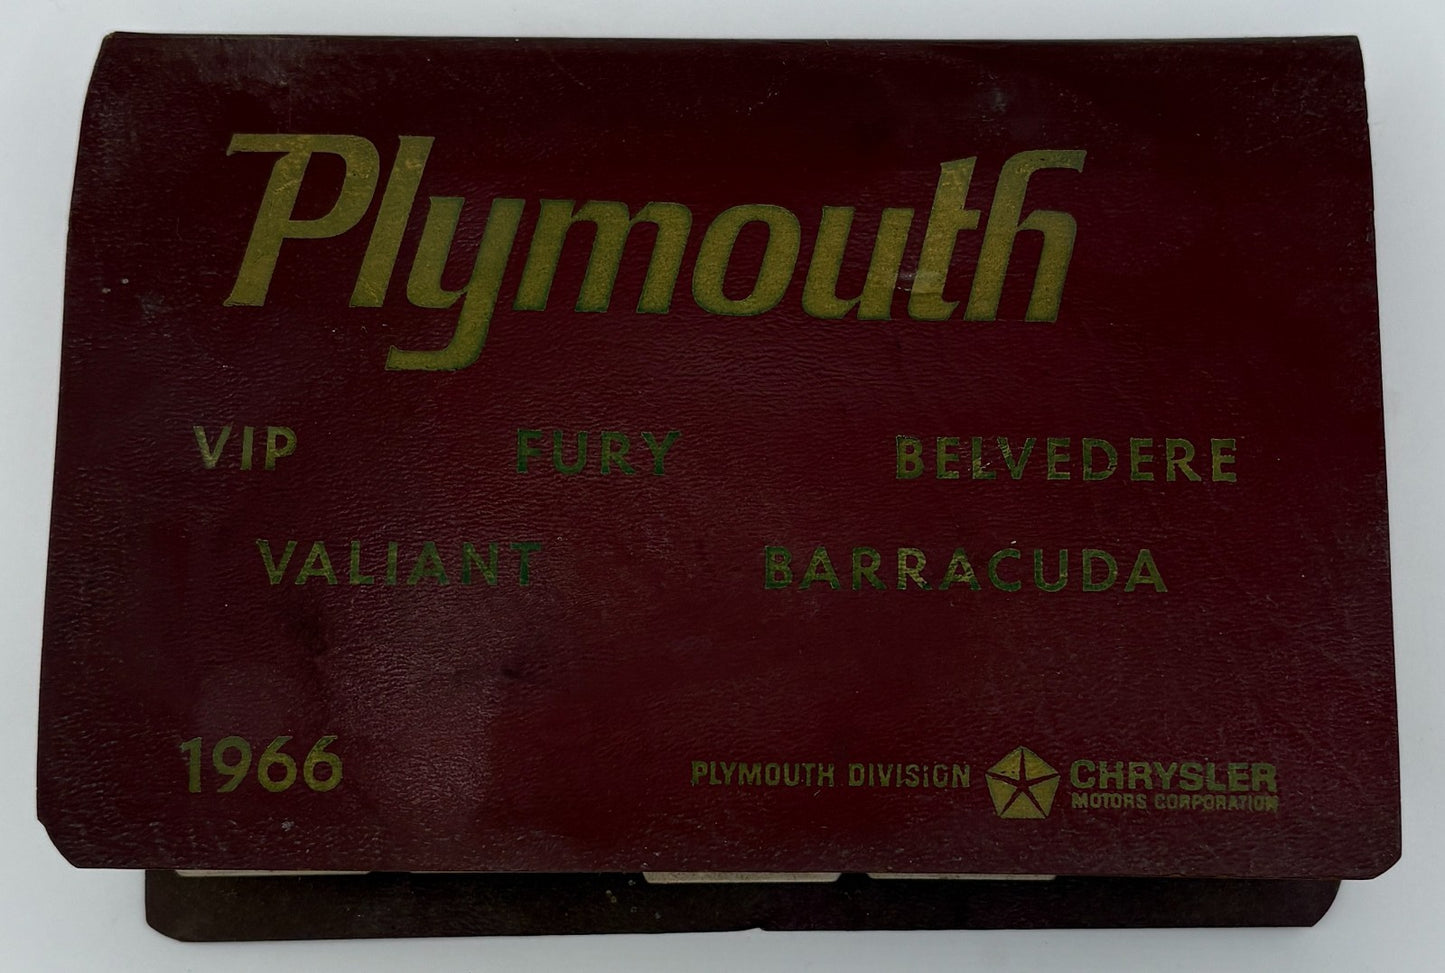 Plymouth
VIP FURY BELVEDERE
VALIANT BARRACUDA
1966 PLYMOUTH DIVISION CHRYSLER
MOTORS CORPORATION